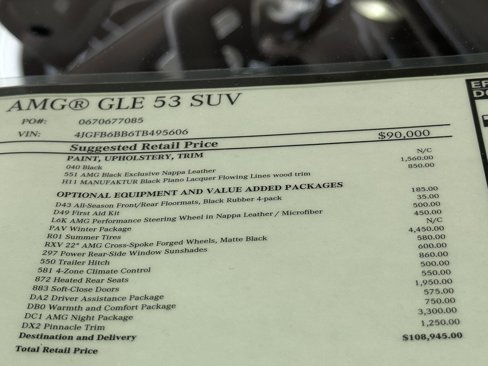 AMG® GLE 53 SUV
PO#: 0670677085
VIN: 4JGFB6BB6TB495606
Suggested Retail Price $90,000
PAINT, UPHOLSTERY, TRIM
040 Black N/C
551 AMG Black Exclusive Nappa Leather 1,560.00
H11 MANUFAKTUR Black Piano Lacquer Flowing Lines wood trim 850.00
OPTIONAL EQUIPMENT AND VALUE ADDED PACKAGES
D43 All-Season Front/Rear Floormats, Black Rubber 4-pack 185.00
D49 First Aid Kit 35.00
L6K AMG Performance Steering Wheel in Nappa Leather / Microfiber 500.00
PAV Winter Package 450.00
R01 Summer Tires N/C
RXV 22" AMG Cross-Spoke Forged Wheels, Matte Black 4,450.00
297 Power Rear-Side Window Sunshades 580.00
550 Trailer Hitch 600.00
581 4-Zone Climate Control 860.00
872 Heated Rear Seats 500.00
883 Soft-Close Doors 550.00
DA2 Driver Assistance Package 1,950.00
DB0 Warmth and Comfort Package 575.00
DC1 AMG Night Package 750.00
DX2 Pinnacle Trim 3,300.00
Destination and Delivery 1,250.00
Total Retail Price $108,945.00